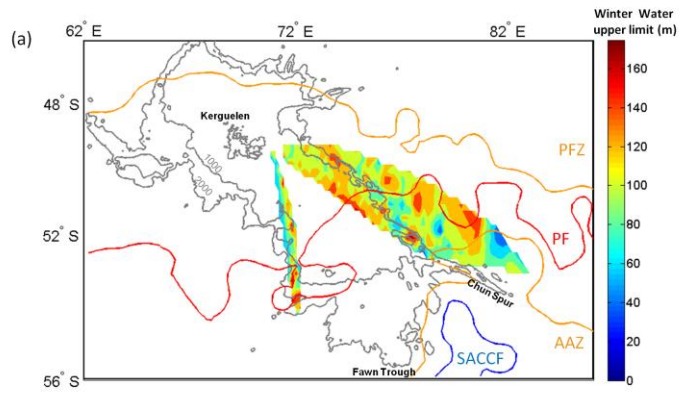 (a)
62° E
72° E
82° E
Winter Water
upper limit (m)
48° S
52° S
56° S
Kerguelen
1000
2000
PFZ
PF
Chun Spur
AAZ
SACCF
Fawn Trough
160
140
120
100
80
60
40
20
0